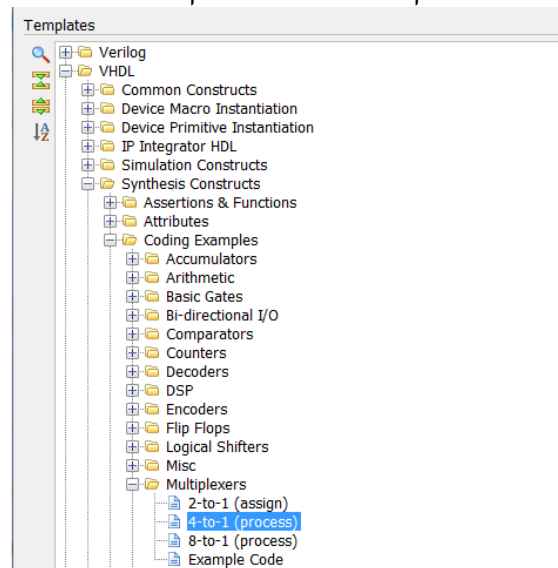 Templates
Verilog
VHDL
Common Constructs
Device Macro Instantiation
Device Primitive Instantiation
IP Integrator HDL
Simulation Constructs
Synthesis Constructs
Assertions & Functions
Attributes
Coding Examples
Accumulators
Arithmetic
Basic Gates
Bi-directional I/O
Comparators
Counters
Decoders
DSP
Encoders
Flip Flops
Logical Shifters
Misc
Multiplexers
2-to-1 (assign)
4-to-1 (process)
8-to-1 (process)
Example Code